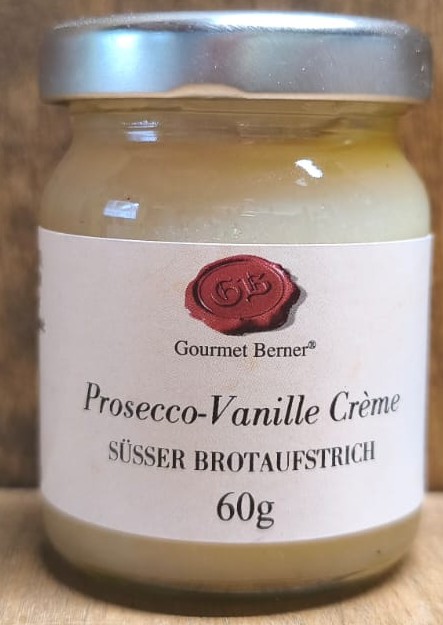 GB
Gourmet Berner®
Prosecco-Vanille Crème
SÜSSER BROTAUFSTRICH
60g